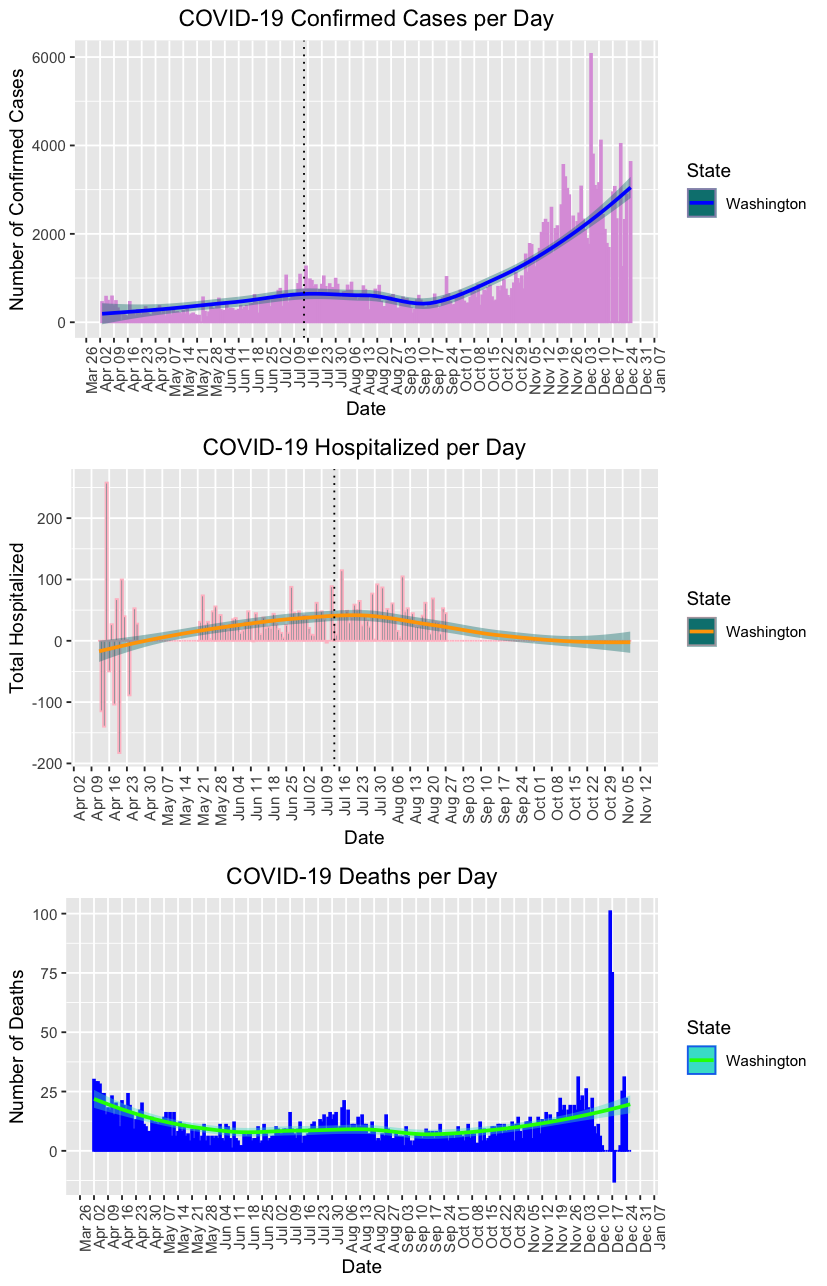 COVID-19 Confirmed Cases per Day
Number of Confirmed Cases
6000
4000
2000
0
Mar 26
Apr 02
Apr 09
Apr 16
Apr 23
Apr 30
May 07
May 14
May 21
May 28
Jun 04
Jun 11
Jun 18
Jun 25
Jul 02
Jul 09
Jul 16
Jul 23
Jul 30
Aug 06
Aug 13
Aug 20
Aug 27
Sep 03
Sep 10
Sep 17
Sep 24
Oct 01
Oct 08
Oct 15
Oct 22
Oct 29
Nov 05
Nov 12
Nov 19
Nov 26
Dec 03
Dec 10
Dec 17
Dec 24
Dec 31
Jan 07
Date
State
Washington
COVID-19 Hospitalized per Day
Total Hospitalized
200
100
0
-100
-200
Apr 02
Apr 09
Apr 16
Apr 23
Apr 30
May 07
May 14
May 21
May 28
Jun 04
Jun 11
Jun 18
Jun 25
Jul 02
Jul 09
Jul 16
Jul 23
Jul 30
Aug 06
Aug 13
Aug 20
Aug 27
Sep 03
Sep 10
Sep 17
Sep 24
Oct 01
Oct 08
Oct 15
Oct 22
Oct 29
Nov 05
Nov 12
Date
State
Washington
COVID-19 Deaths per Day
Number of Deaths
100
75
50
25
0
Mar 26
Apr 02
Apr 09
Apr 16
Apr 23
Apr 30
May 07
May 14
May 21
May 28
Jun 04
Jun 11
Jun 18
Jun 25
Jul 02
Jul 09
Jul 16
Jul 23
Jul 30
Aug 06
Aug 13
Aug 20
Aug 27
Sep 03
Sep 10
Sep 17
Sep 24
Oct 01
Oct 08
Oct 15
Oct 22
Oct 29
Nov 05
Nov 12
Nov 19
Nov 26
Dec 03
Dec 10
Dec 17
Dec 24
Dec 31
Jan 07
Date
State
Washington